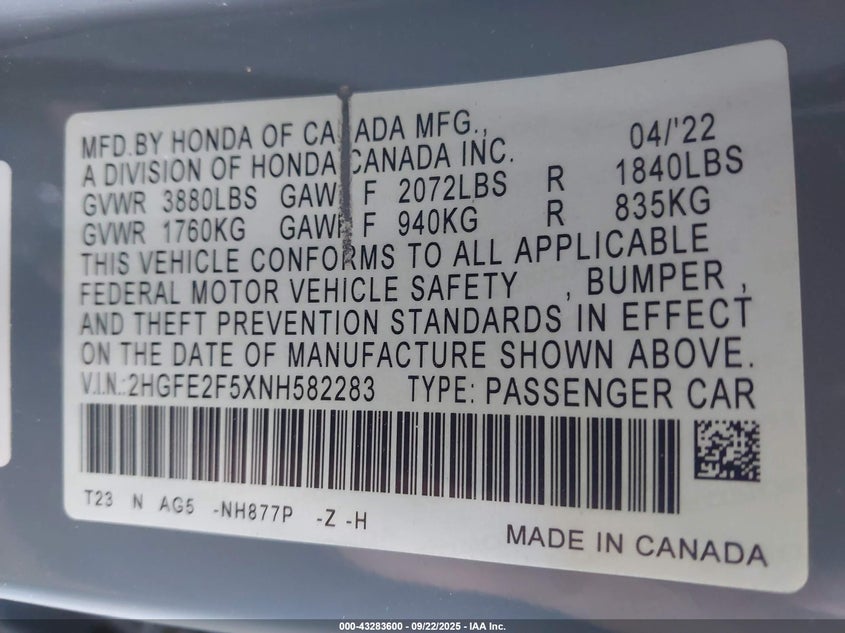 MFD.BY HONDA OF CA ADA MFG., 04/'22
A DIVISION OF HONDA CANADA INC.
GVWR 3880LBS GAW F 2072LBS R 1840LBS
GVWR 1760KG GAWR F 940KG R 835KG
THIS VEHICLE CONFORMS TO ALL APPLICABLE
FEDERAL MOTOR VEHICLE SAFETY , BUMPER ,
AND THEFT PREVENTION STANDARDS IN EFFECT
ON THE DATE OF MANUFACTURE SHOWN ABOVE.
V.I.N.:2HGFE2F5XNH582283 TYPE: PASSENGER CAR
T23 N AG5 -NH877P -Z -H
MADE IN CANADA
000-43283600 - 09/22/2025 - IAA Inc.